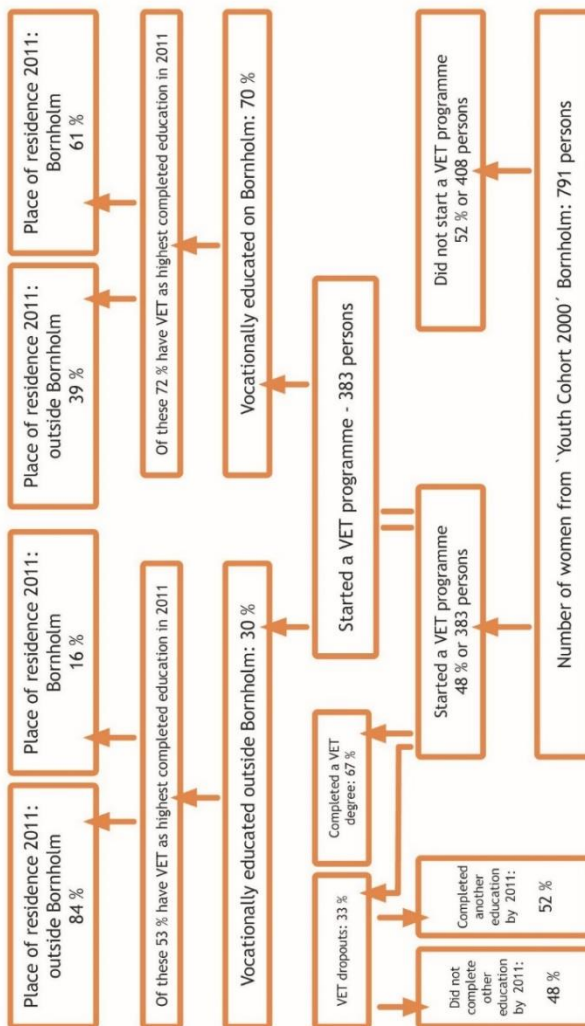 Number of women from `Youth Cohort 2000´ Bornholm: 791 persons
Started a VET programme
48 % or 383 persons
Did not start a VET programme
52 % or 408 persons
Completed a VET
degree: 67 %
VET dropouts: 33 %
Did not
complete
other
education
by 2011:
48 %
Completed
another
education
by 2011:
52 %
Started a VET programme - 383 persons
Vocationally educated outside Bornholm: 30 %
Vocationally educated on Bornholm: 70 %
Of these 53 % have VET as highest completed education in 2011
Of these 72 % have VET as highest completed education in 2011
Place of residence 2011:
outside Bornholm
84 %
Place of residence 2011:
Bornholm
16 %
Place of residence 2011:
outside Bornholm
39 %
Place of residence 2011:
Bornholm
61 %